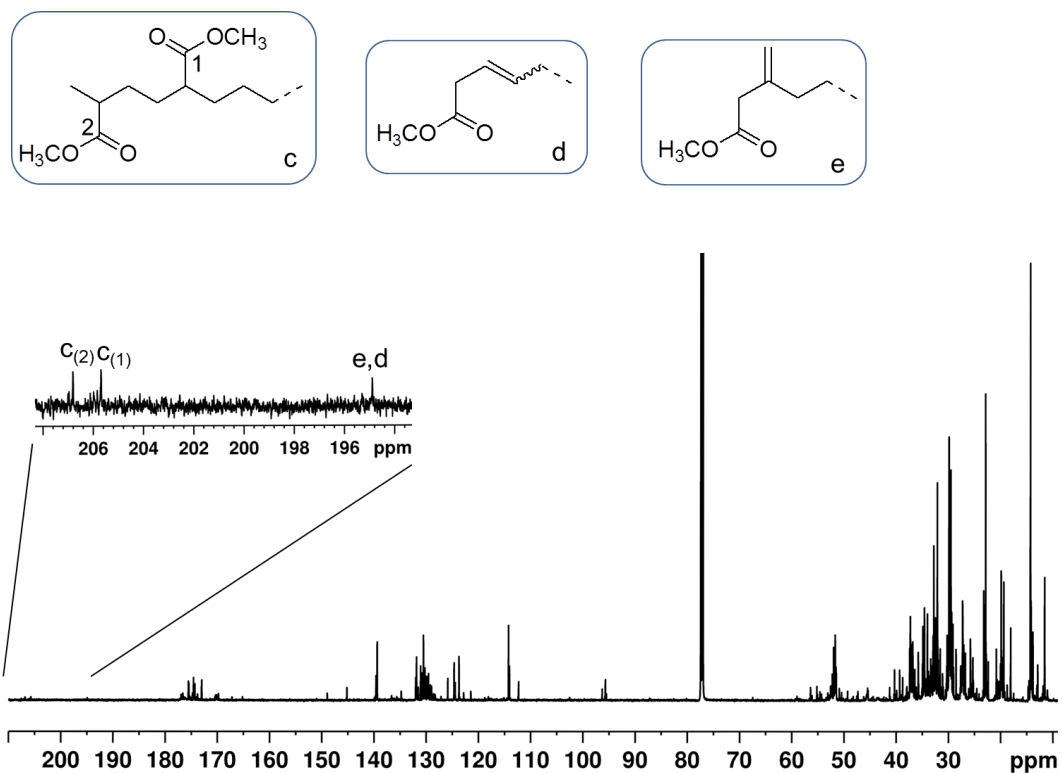 O OCH₃
1
2
H₃CO O
c
H₃CO O
d
H₃CO O
e
C₍₂₎ C₍₁₎ e,d
206 204 202 200 198 196 ppm
200 190 180 170 160 150 140 130 120 110 100 90 80 70 60 50 40 30 ppm